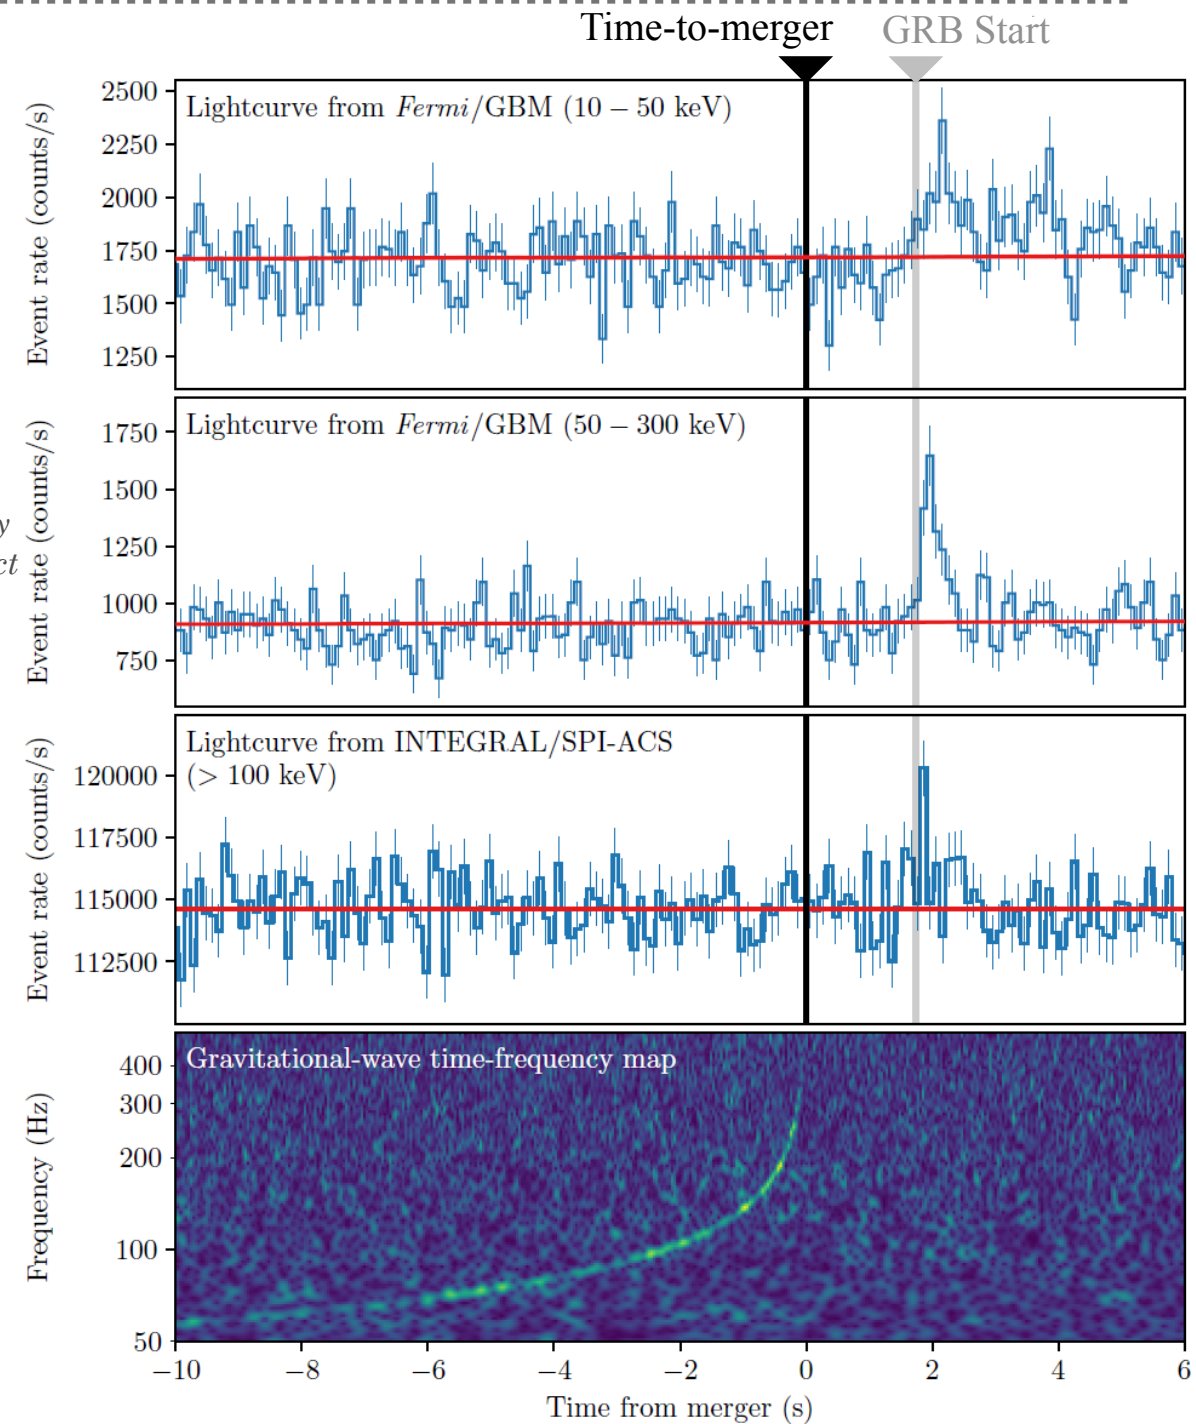 Time-to-merger GRB Start
2500
2250
2000
1750
1500
1250
Event rate (counts/s)
Lightcurve from Fermi/GBM (10 – 50 keV)
1750
1500
1250
1000
750
Event rate (counts/s)
Lightcurve from Fermi/GBM (50 – 300 keV)
y
ct
120000
117500
115000
112500
Event rate (counts/s)
Lightcurve from INTEGRAL/SPI-ACS
(> 100 keV)
400
300
200
100
50
Frequency (Hz)
Gravitational-wave time-frequency map
−10 −8 −6 −4 −2 0 2 4 6
Time from merger (s)